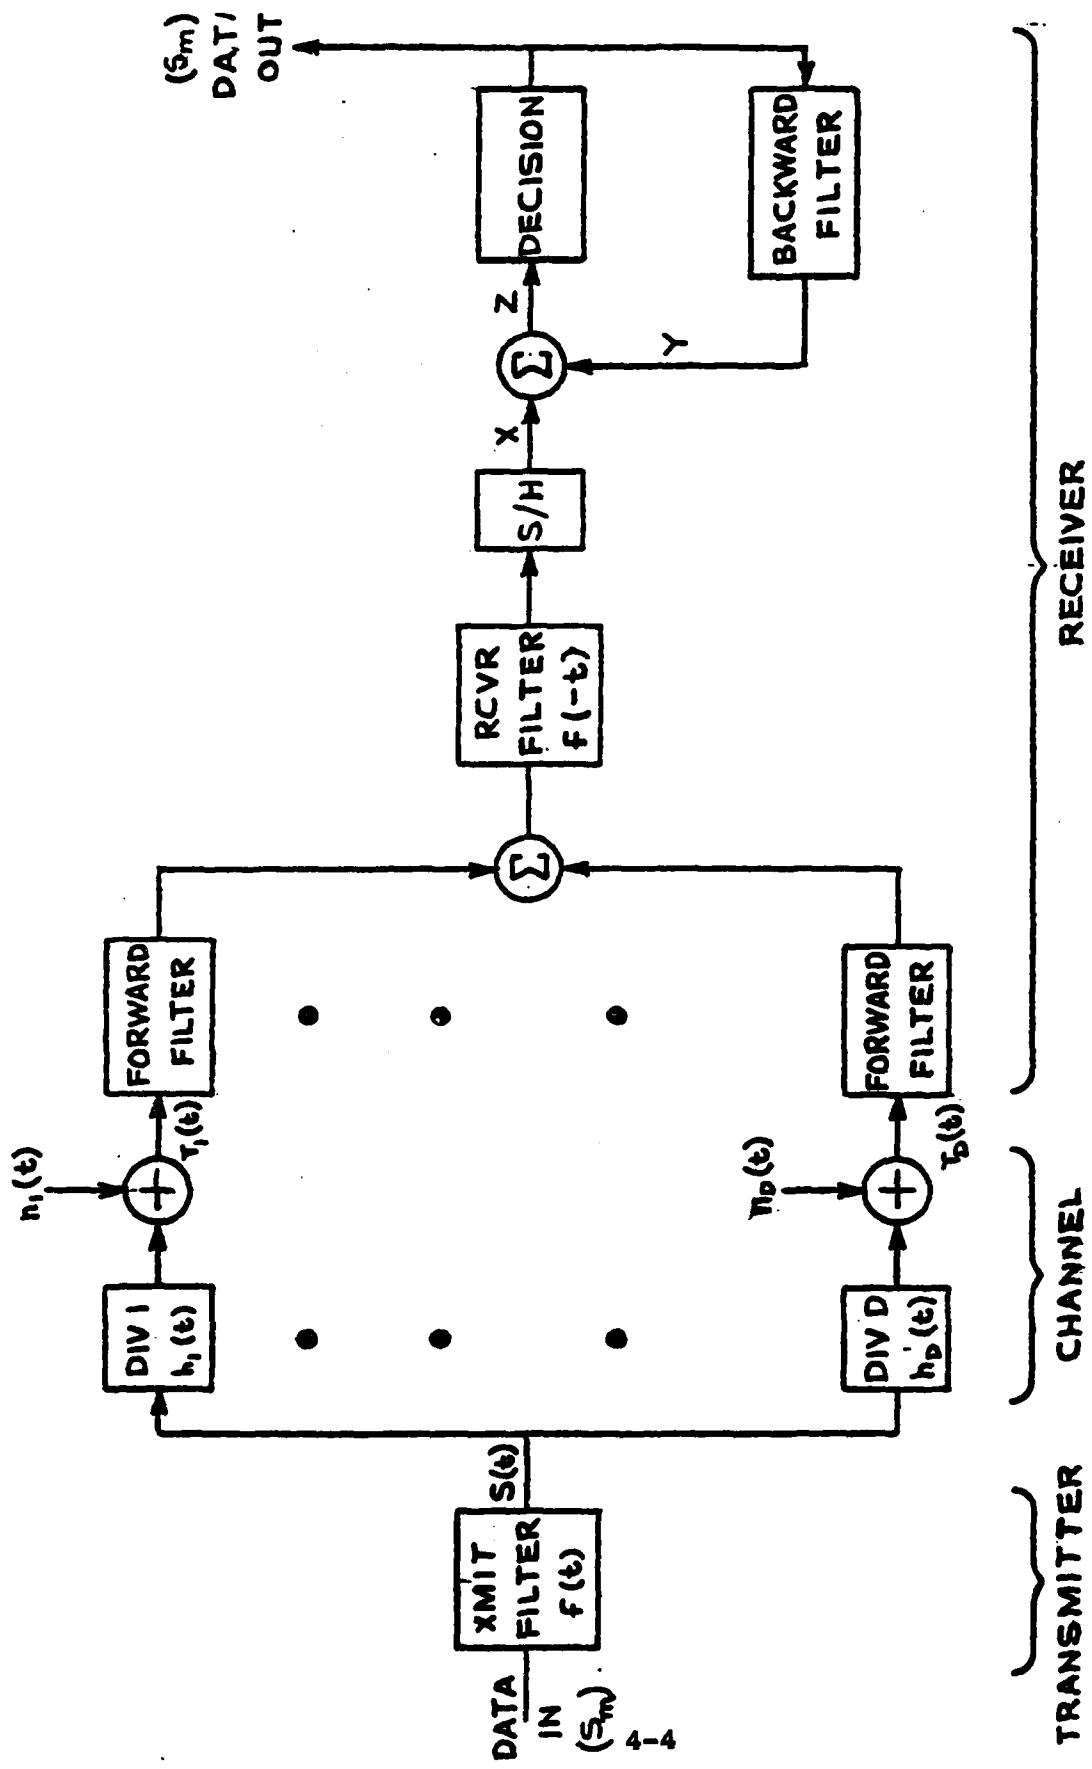 DATA
IN
(Sm)
XMIT
FILTER
f(t)
S(t)
DIV 1
h1(t)
n1(t)
+
r1(t)
FORWARD
FILTER
DIV D
hD(t)
nD(t)
+
rD(t)
FORWARD
FILTER
Σ
RCVR
FILTER
f(-t)
S/H
X
Σ
Z
DECISION
Y
BACKWARD
FILTER
(Sm)
DAT/
OUT
TRANSMITTER
CHANNEL
RECEIVER
4-4